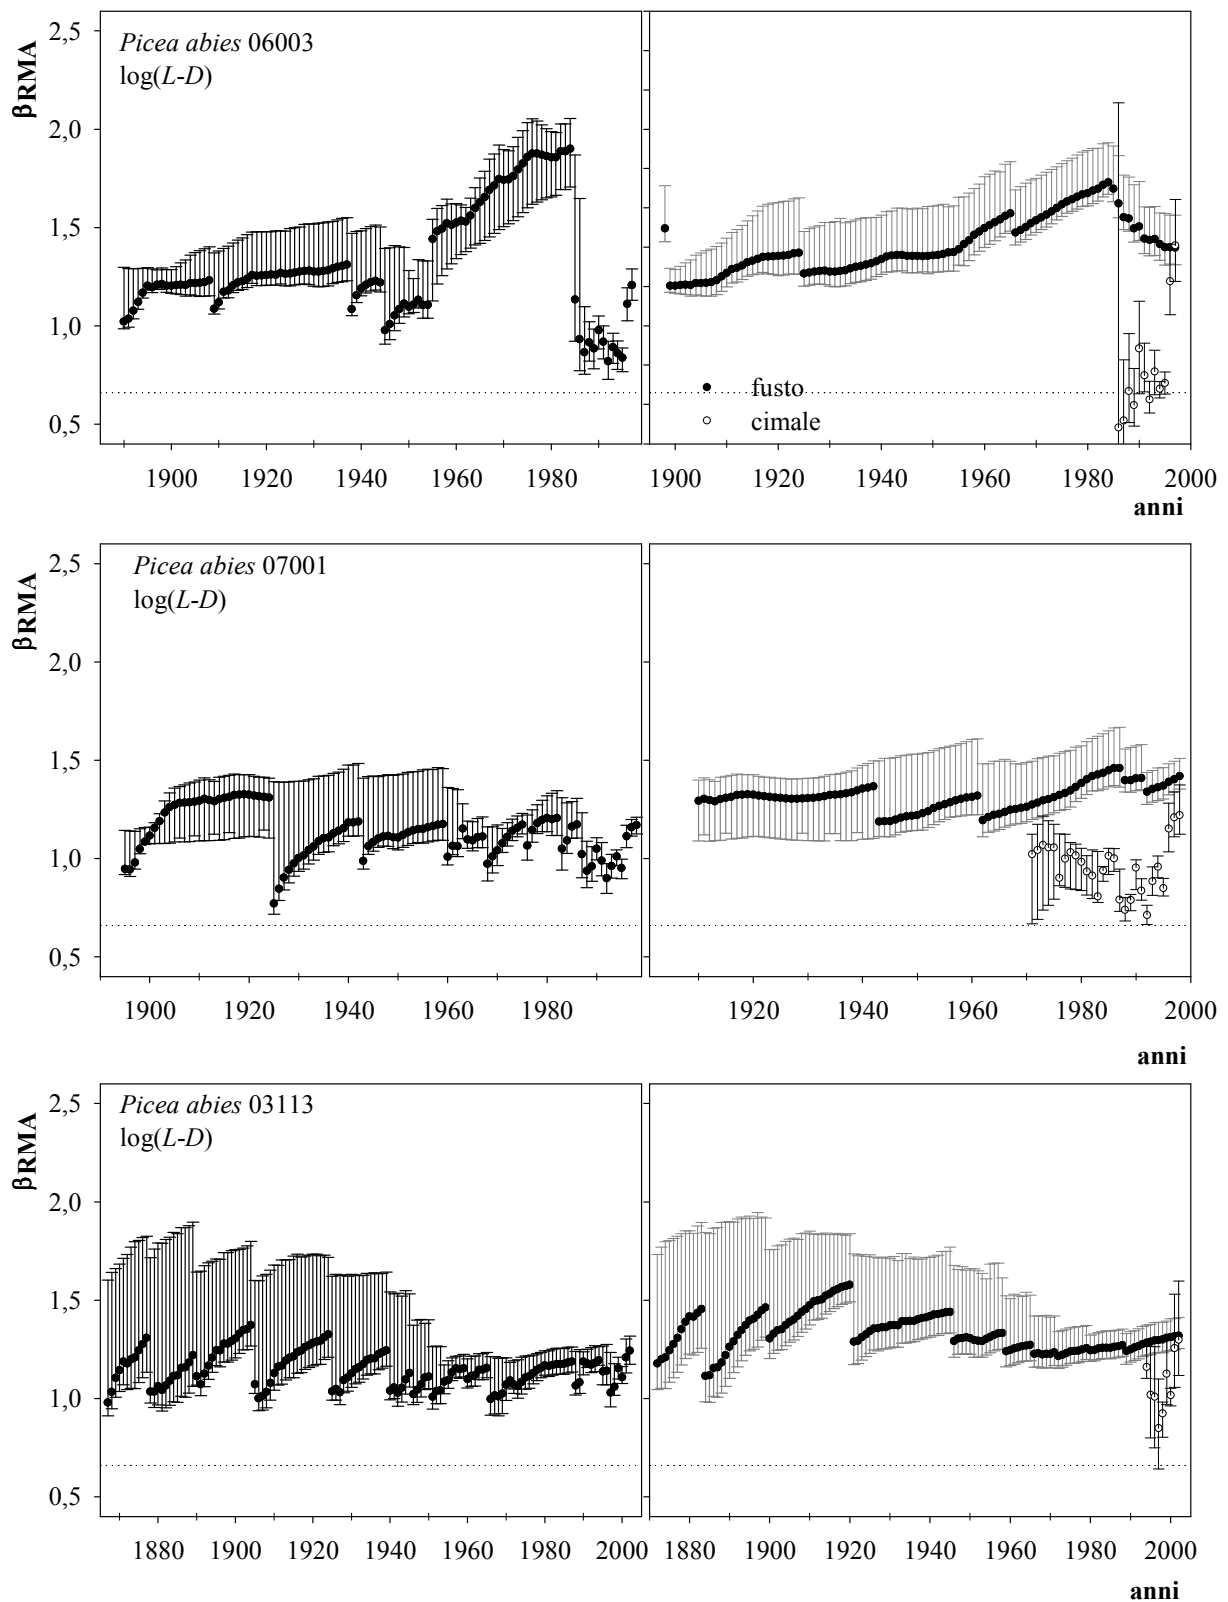 2,5
2,0
1,5
1,0
0,5
βRMA
Picea abies 06003
log(L-D)
fusto
cimale
1900 1920 1940 1960 1980
1900 1920 1940 1960 1980 2000
anni
2,5
2,0
1,5
1,0
0,5
βRMA
Picea abies 07001
log(L-D)
1900 1920 1940 1960 1980
1920 1940 1960 1980 2000
anni
2,5
2,0
1,5
1,0
0,5
βRMA
Picea abies 03113
log(L-D)
1880 1900 1920 1940 1960 1980 2000
1880 1900 1920 1940 1960 1980 2000
anni